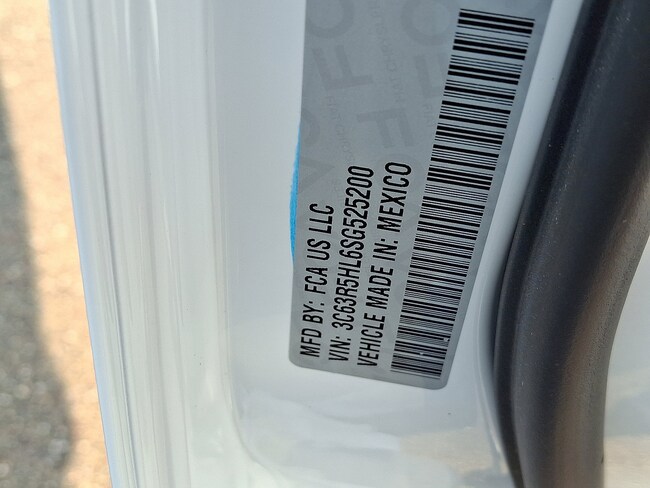 MFD BY: FCA US LLC
VIN: 3C63R5HL6SG525200
VEHICLE MADE IN: MEXICO